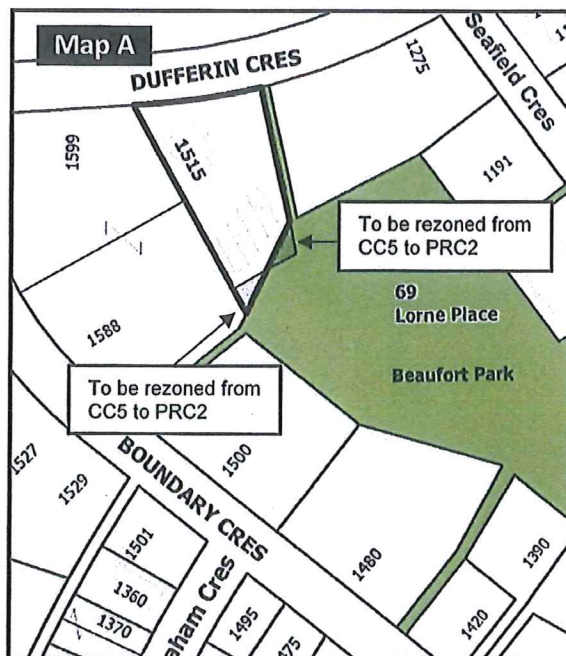 Map A
DUFFERIN CRES
1275
Seafield Cres
1599
1515
1191
To be rezoned from
CC5 to PRC2
69
Lorne Place
1588
Beaufort Park
To be rezoned from
CC5 to PRC2
1527
1529
BOUNDARY CRES
1500
1501
1480
1390
1360
1370
1495
1420